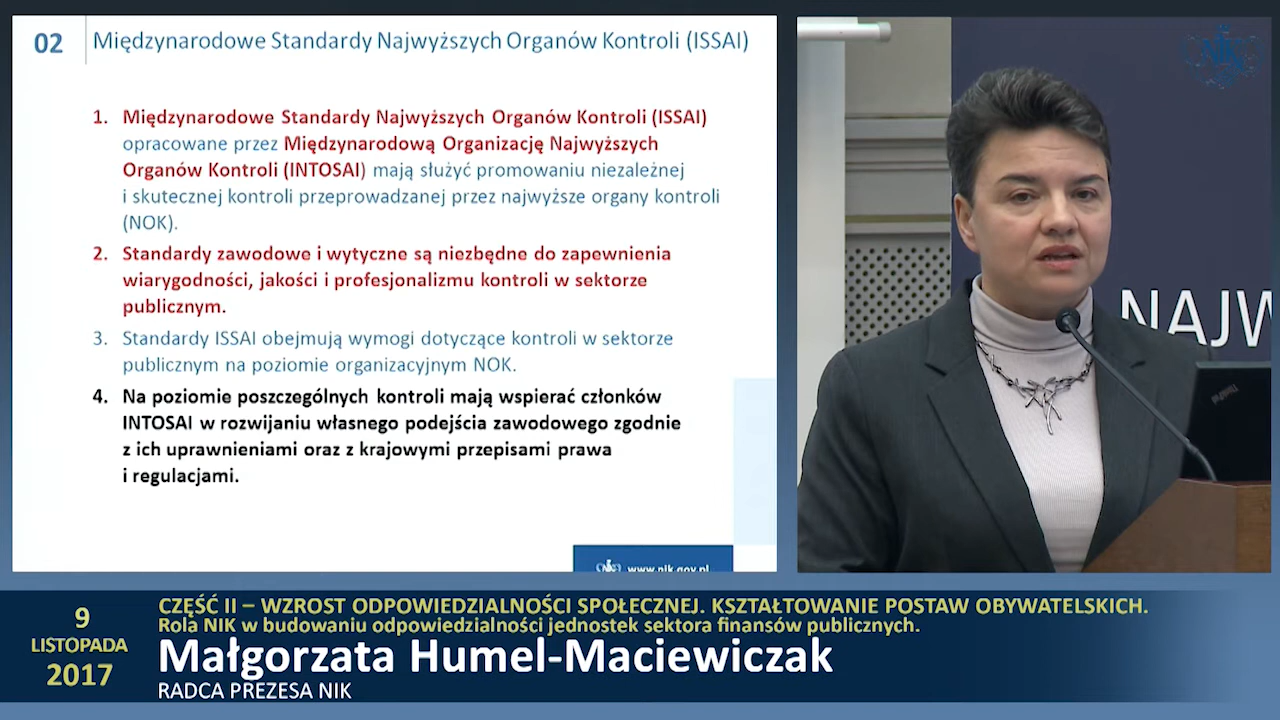 02
Międzynarodowe Standardy Najwyższych Organów Kontroli (ISSAI)
1. Międzynarodowe Standardy Najwyższych Organów Kontroli (ISSAI)
opracowane przez Międzynarodową Organizację Najwyższych
Organów Kontroli (INTOSAI) mają służyć promowaniu niezależnej
i skutecznej kontroli przeprowadzanej przez najwyższe organy kontroli
(NOK).
2. Standardy zawodowe i wytyczne są niezbędne do zapewnienia
wiarygodności, jakości i profesjonalizmu kontroli w sektorze
publicznym.
3. Standardy ISSAI obejmują wymogi dotyczące kontroli w sektorze
publicznym na poziomie organizacyjnym NOK.
4. Na poziomie poszczególnych kontroli mają wspierać członków
INTOSAI w rozwijaniu własnego podejścia zawodowego zgodnie
z ich uprawnieniami oraz z krajowymi przepisami prawa
i regulacjami.
www.nik.gov.pl
NIK
NAJW
ThinkPad
9
LISTOPADA
2017
CZĘŚĆ II – WZROST ODPOWIEDZIALNOŚCI SPOŁECZNEJ. KSZTAŁTOWANIE POSTAW OBYWATELSKICH.
Rola NIK w budowaniu odpowiedzialności jednostek sektora finansów publicznych.
Małgorzata Humel-Maciewiczak
RADCA PREZESA NIK